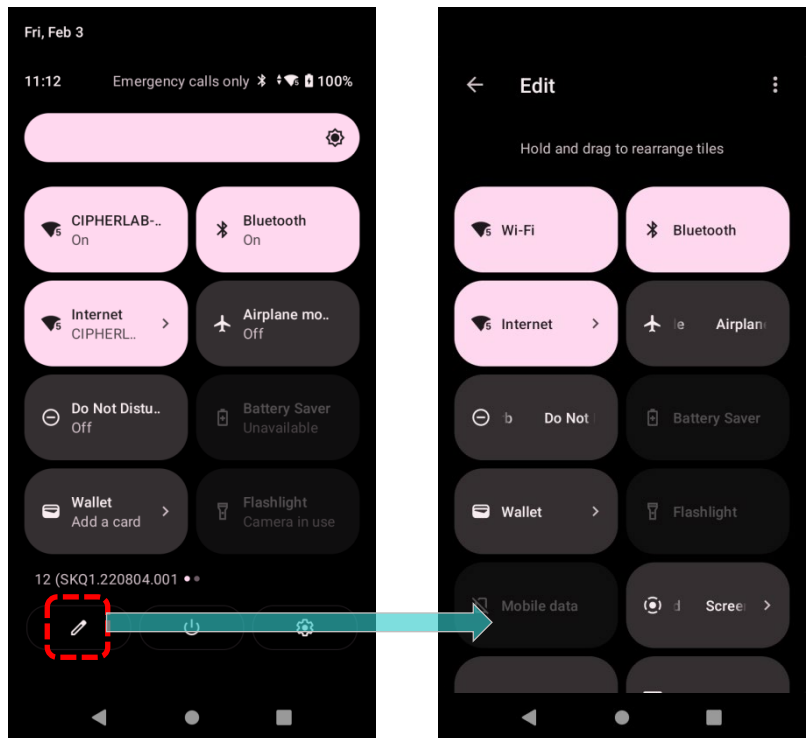 Fri, Feb 3
11:12 Emergency calls only 100%
CIPHERLAB-..
On
Bluetooth
On
Internet
CIPHERL..
Airplane mo..
Off
Do Not Distu..
Off
Battery Saver
Unavailable
Wallet
Add a card
Flashlight
Camera in use
12 (SKQ1.220804.001
Edit
Hold and drag to rearrange tiles
5 Wi-Fi
Bluetooth
5 Internet
le Airplan
b Do Not
Battery Saver
Wallet
Flashlight
Mobile data
d Scree